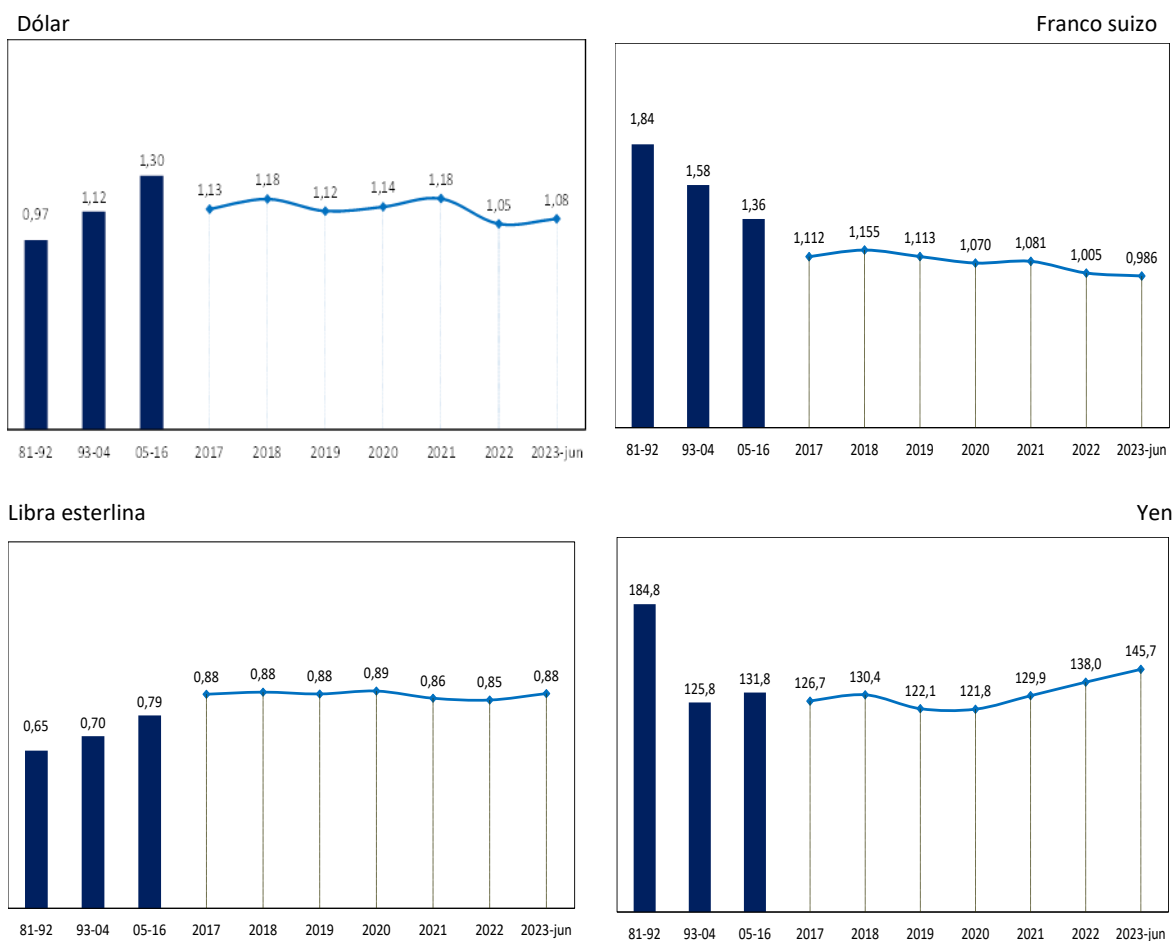 Dólar
0,97 1,12 1,30 1,13 1,18 1,12 1,14 1,18 1,05 1,08
81-92 93-04 05-16 2017 2018 2019 2020 2021 2022 2023-jun
Franco suizo
1,84 1,58 1,36 1,112 1,155 1,113 1,070 1,081 1,005 0,986
81-92 93-04 05-16 2017 2018 2019 2020 2021 2022 2023-jun
Libra esterlina
0,65 0,70 0,79 0,88 0,88 0,88 0,89 0,86 0,85 0,88
81-92 93-04 05-16 2017 2018 2019 2020 2021 2022 2023-jun
Yen
184,8 125,8 131,8 126,7 130,4 122,1 121,8 129,9 138,0 145,7
81-92 93-04 05-16 2017 2018 2019 2020 2021 2022 2023-jun